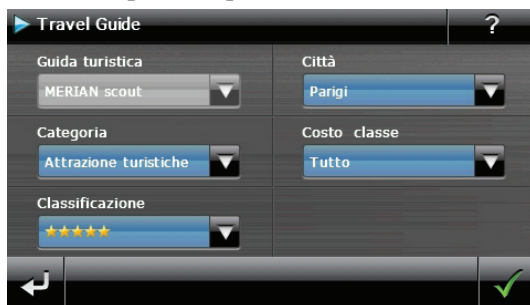 Travel Guide ?
Guida turistica
MERIAN scout
Città
Parigi
Categoria
Attrazione turistiche
Costo classe
Tutto
Classificazione
★★★★★